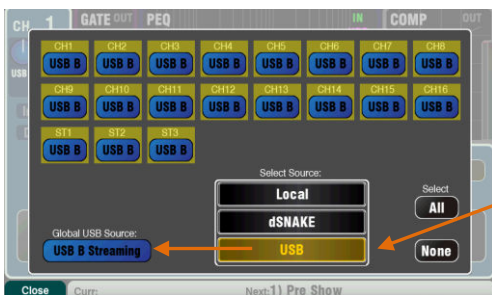 CH 1 GATE OUT PEQ IN COMP OUT
CH1 CH2 CH3 CH4 CH5 CH6 CH7 CH8
USB B USB B USB B USB B USB B USB B USB B USB B
CH9 CH10 CH11 CH12 CH13 CH14 CH15 CH16
USB B USB B USB B USB B USB B USB B USB B USB B
ST1 ST2 ST3
USB B USB B USB B
Select Source:
Local
Select
All
dSNAKE
Global USB Source:
USB B Streaming
USB
None
Close Curr: Next:1) Pre Show